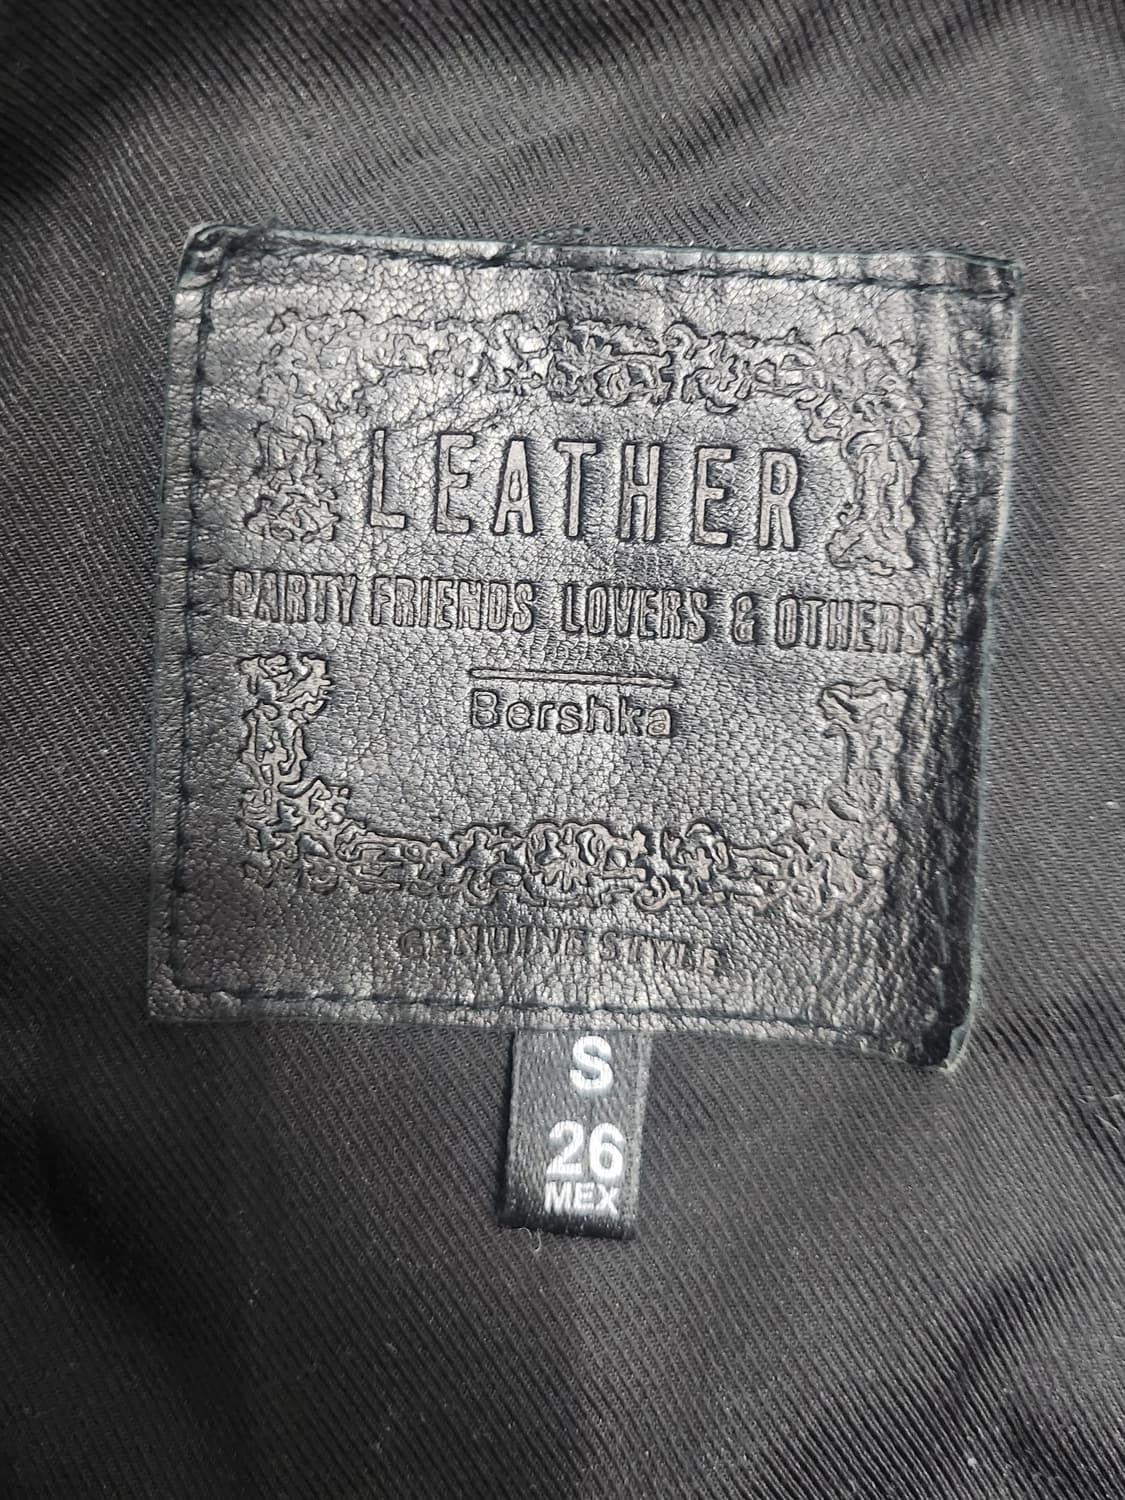 LEATHER
PARTY FRIENDS LOVERS & OTHERS
Bershka
GENUINE STYLE
S
26
MEX